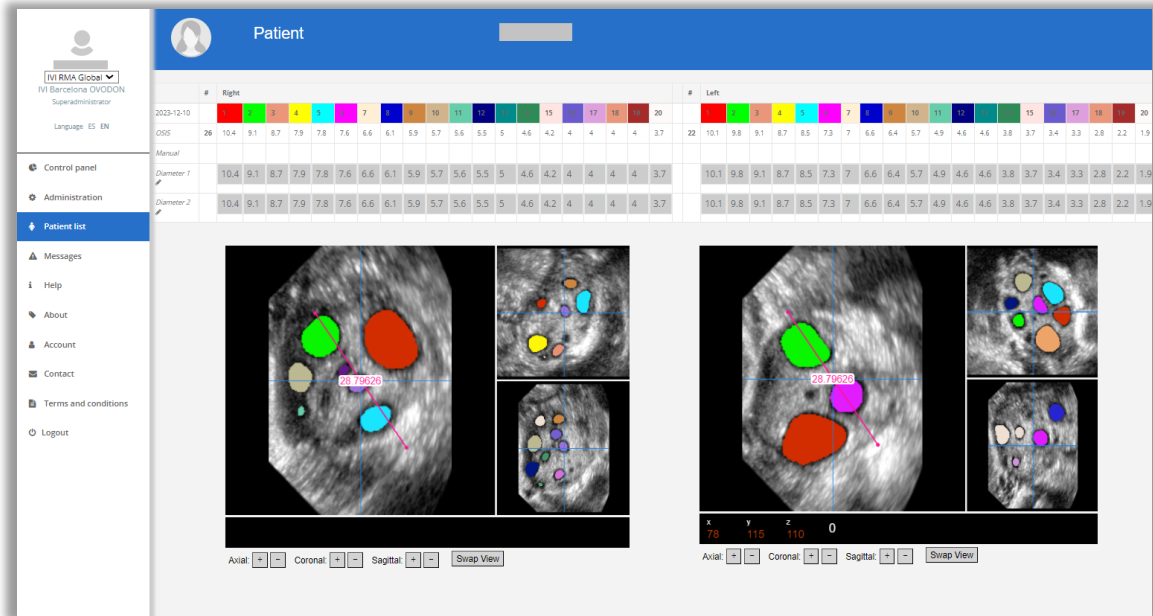 Patient
IVI RMA Global
IVI Barcelona OVODON
Superadministrator
Language ES EN
Control panel
Administration
Patient list
Messages
Help
About
Account
Contact
Terms and conditions
Logout
# Right # Left
2023-12-10 1 2 3 4 5 6 7 8 9 10 11 12 13 14 15 16 17 18 19 20 1 2 3 4 5 6 7 8 9 10 11 12 13 14 15 16 17 18 19 20
OSIS 26 10.4 9.1 8.7 7.9 7.8 7.6 6.6 6.1 5.9 5.7 5.6 5.5 5 4.6 4.2 4 4 4 4 3.7 22 10.1 9.8 9.1 8.7 8.5 7.3 7 6.6 6.4 5.7 4.9 4.6 4.6 3.8 3.7 3.4 3.3 2.8 2.2 1.9
Manual
Diameter 1 10.4 9.1 8.7 7.9 7.8 7.6 6.6 6.1 5.9 5.7 5.6 5.5 5 4.6 4.2 4 4 4 4 3.7 10.1 9.8 9.1 8.7 8.5 7.3 7 6.6 6.4 5.7 4.9 4.6 4.6 3.8 3.7 3.4 3.3 2.8 2.2 1.9
Diameter 2 10.4 9.1 8.7 7.9 7.8 7.6 6.6 6.1 5.9 5.7 5.6 5.5 5 4.6 4.2 4 4 4 4 3.7 10.1 9.8 9.1 8.7 8.5 7.3 7 6.6 6.4 5.7 4.9 4.6 4.6 3.8 3.7 3.4 3.3 2.8 2.2 1.9
28.79626
28.79626
x y z
78 115 110 0
Axial: + − Coronal: + − Sagittal: + − Swap View
Axial: + − Coronal: + − Sagittal: + − Swap View